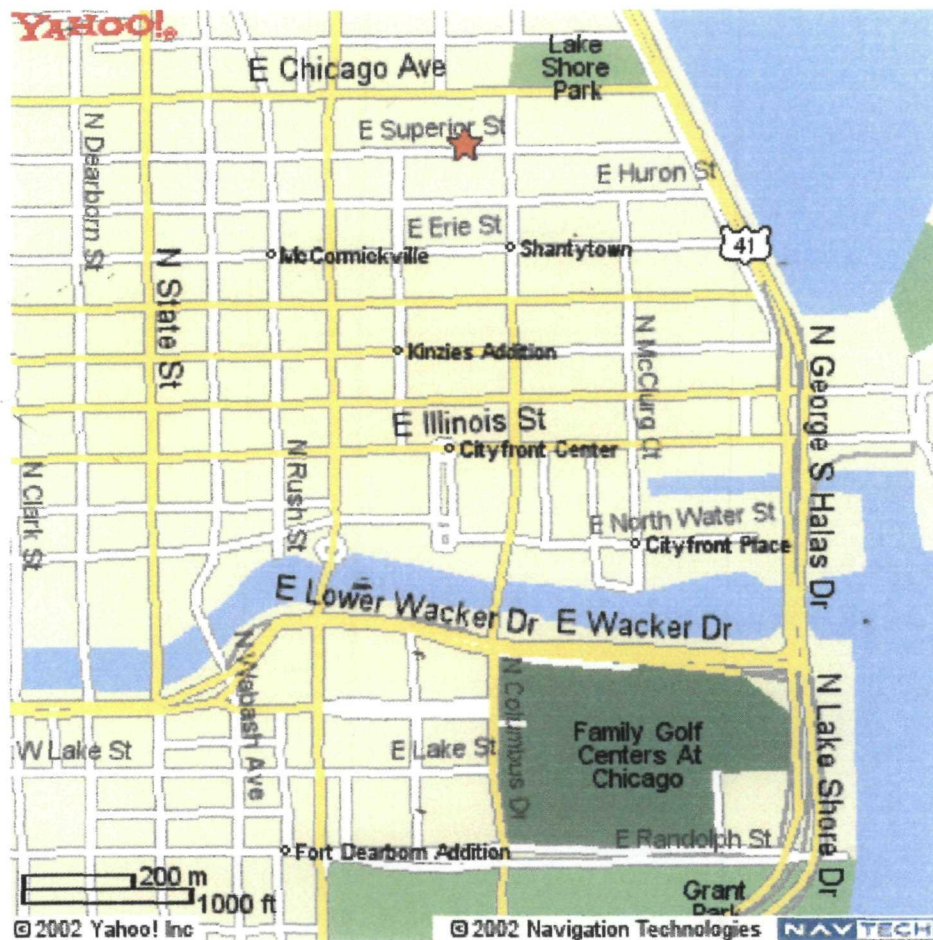 YAHOO!®
E Chicago Ave
Lake
Shore
Park
E Superior St
N Dearborn St
E Huron St
E Erie St
41
McCormickville
Shantytown
N State St
N McClurg Ct
Kinzies Addition
N George S Halas Dr
E Illinois St
Cityfront Center
N Rush St
N Clark St
E North Water St
Cityfront Place
E Lower Wacker Dr
E Wacker Dr
N Wabash Ave
N Columbus Dr
N Lake Shore Dr
W Lake St
E Lake St
Family Golf
Centers At
Chicago
E Randolph St
Fort Dearborn Addition
200 m
1000 ft
Grant
Park
© 2002 Yahoo! Inc
© 2002 Navigation Technologies
NAVTECH